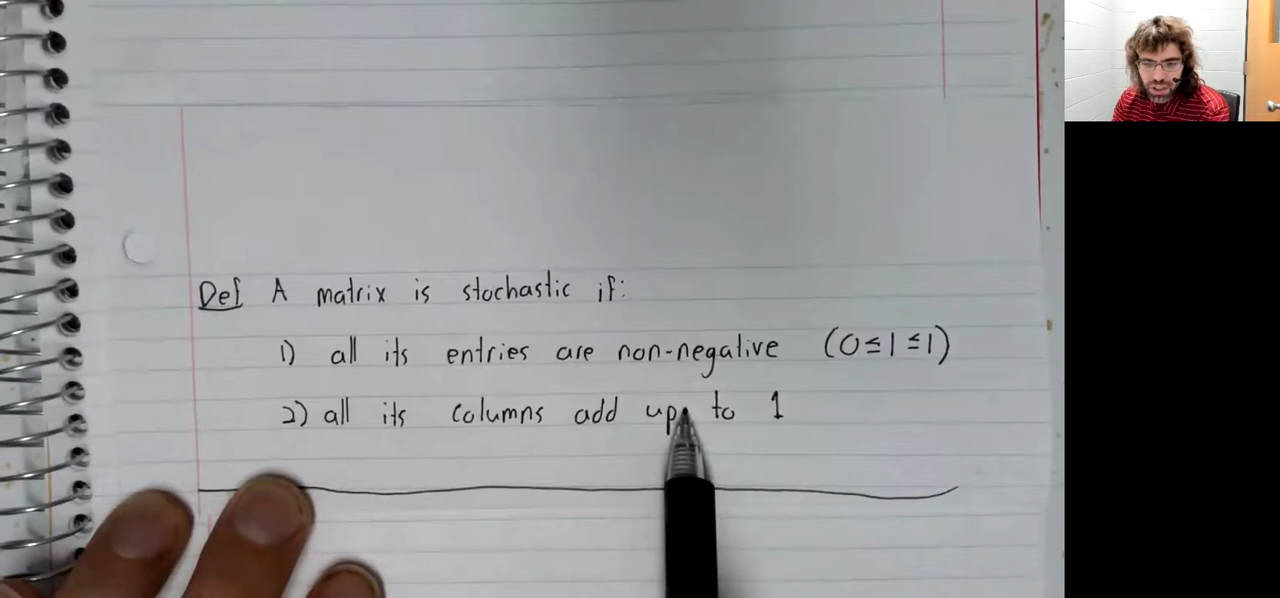 Def A matrix is stochastic if:
1) all its entries are non-negative (0≤1≤1)
2) all its columns add up to 1